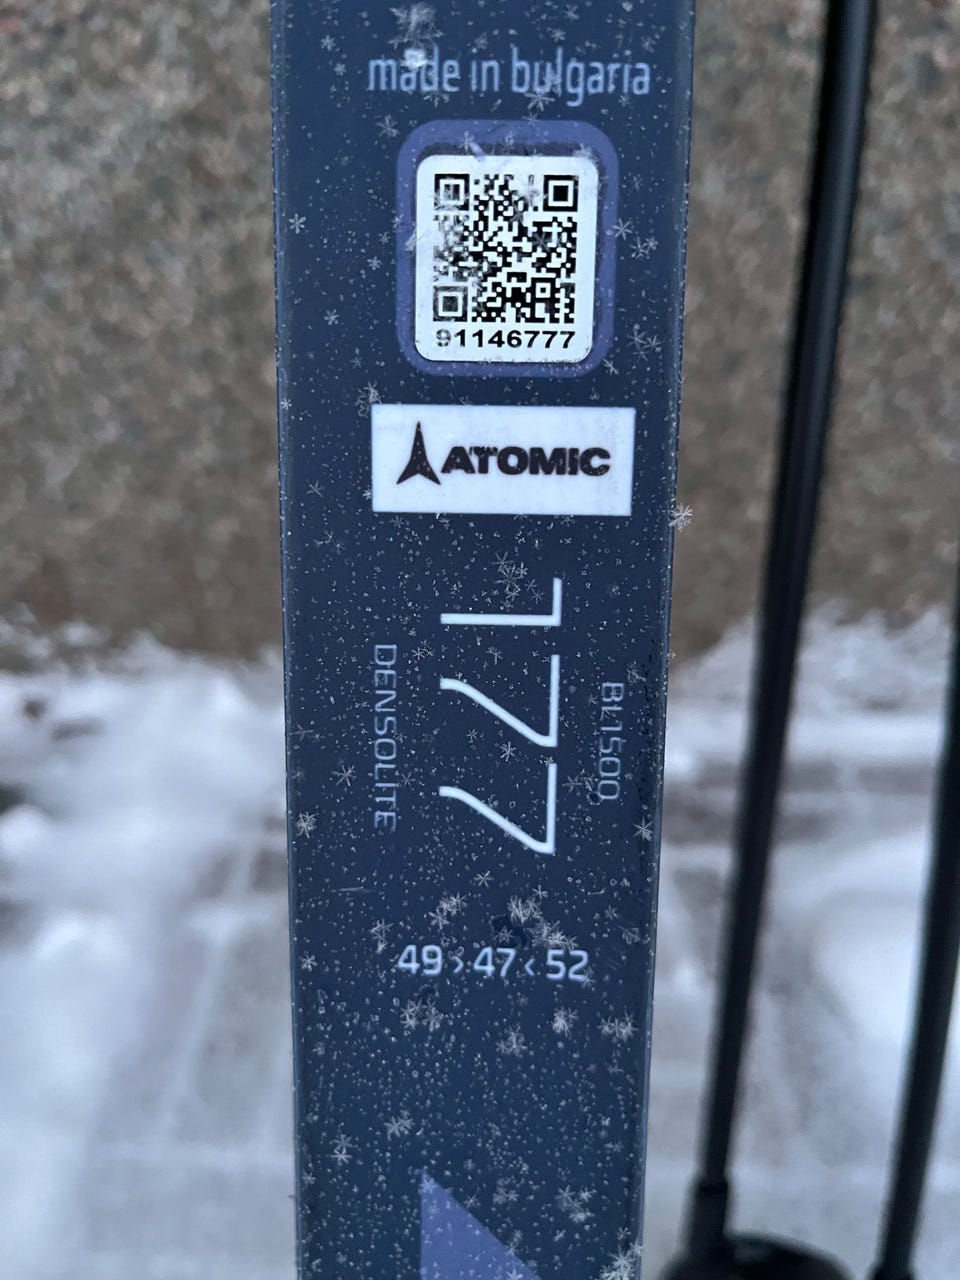 made in bulgaria
91146777
ATOMIC
177
DENSOLITE
BL1500
49 › 47 ‹ 52